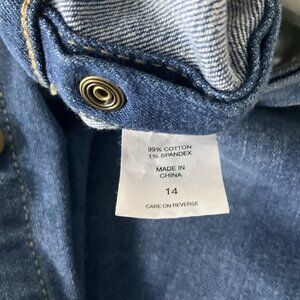 99% COTTON
1% SPANDEX
MADE IN
CHINA
14
CARE ON REVERSE